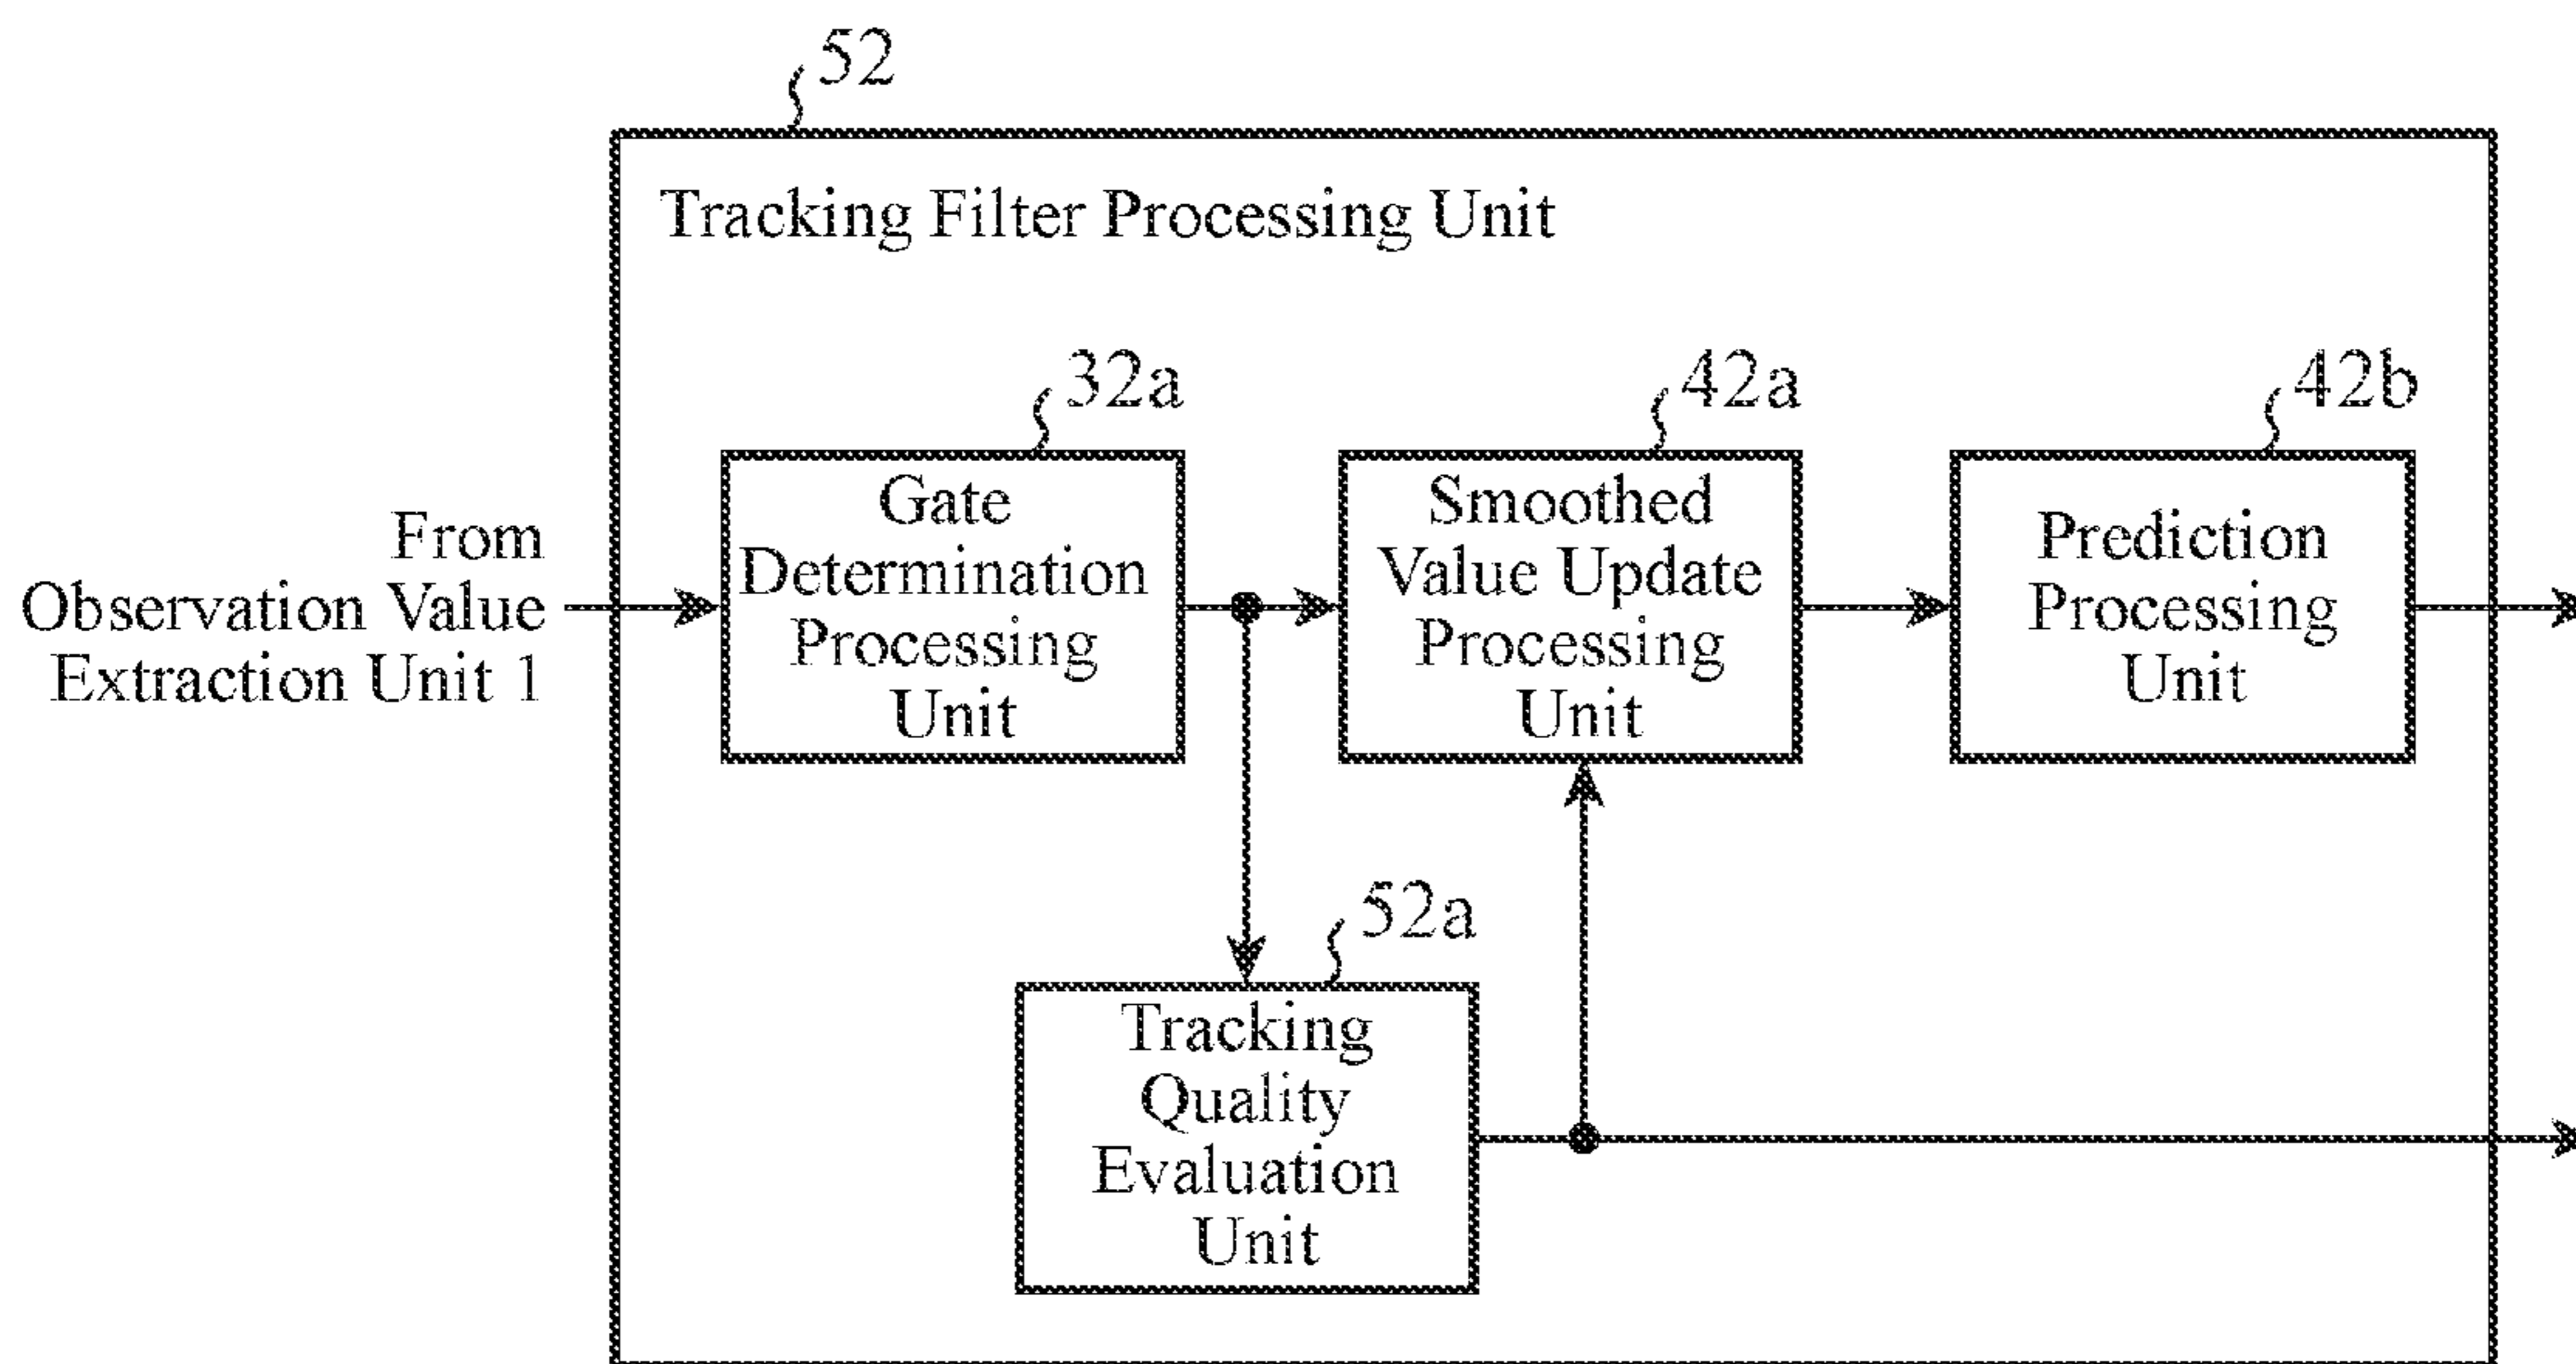 52
Tracking Filter Processing Unit
32a
42a
42b
From
Observation Value
Extraction Unit 1
Gate
Determination
Processing
Unit
Smoothed
Value Update
Processing
Unit
Prediction
Processing
Unit
52a
Tracking
Quality
Evaluation
Unit